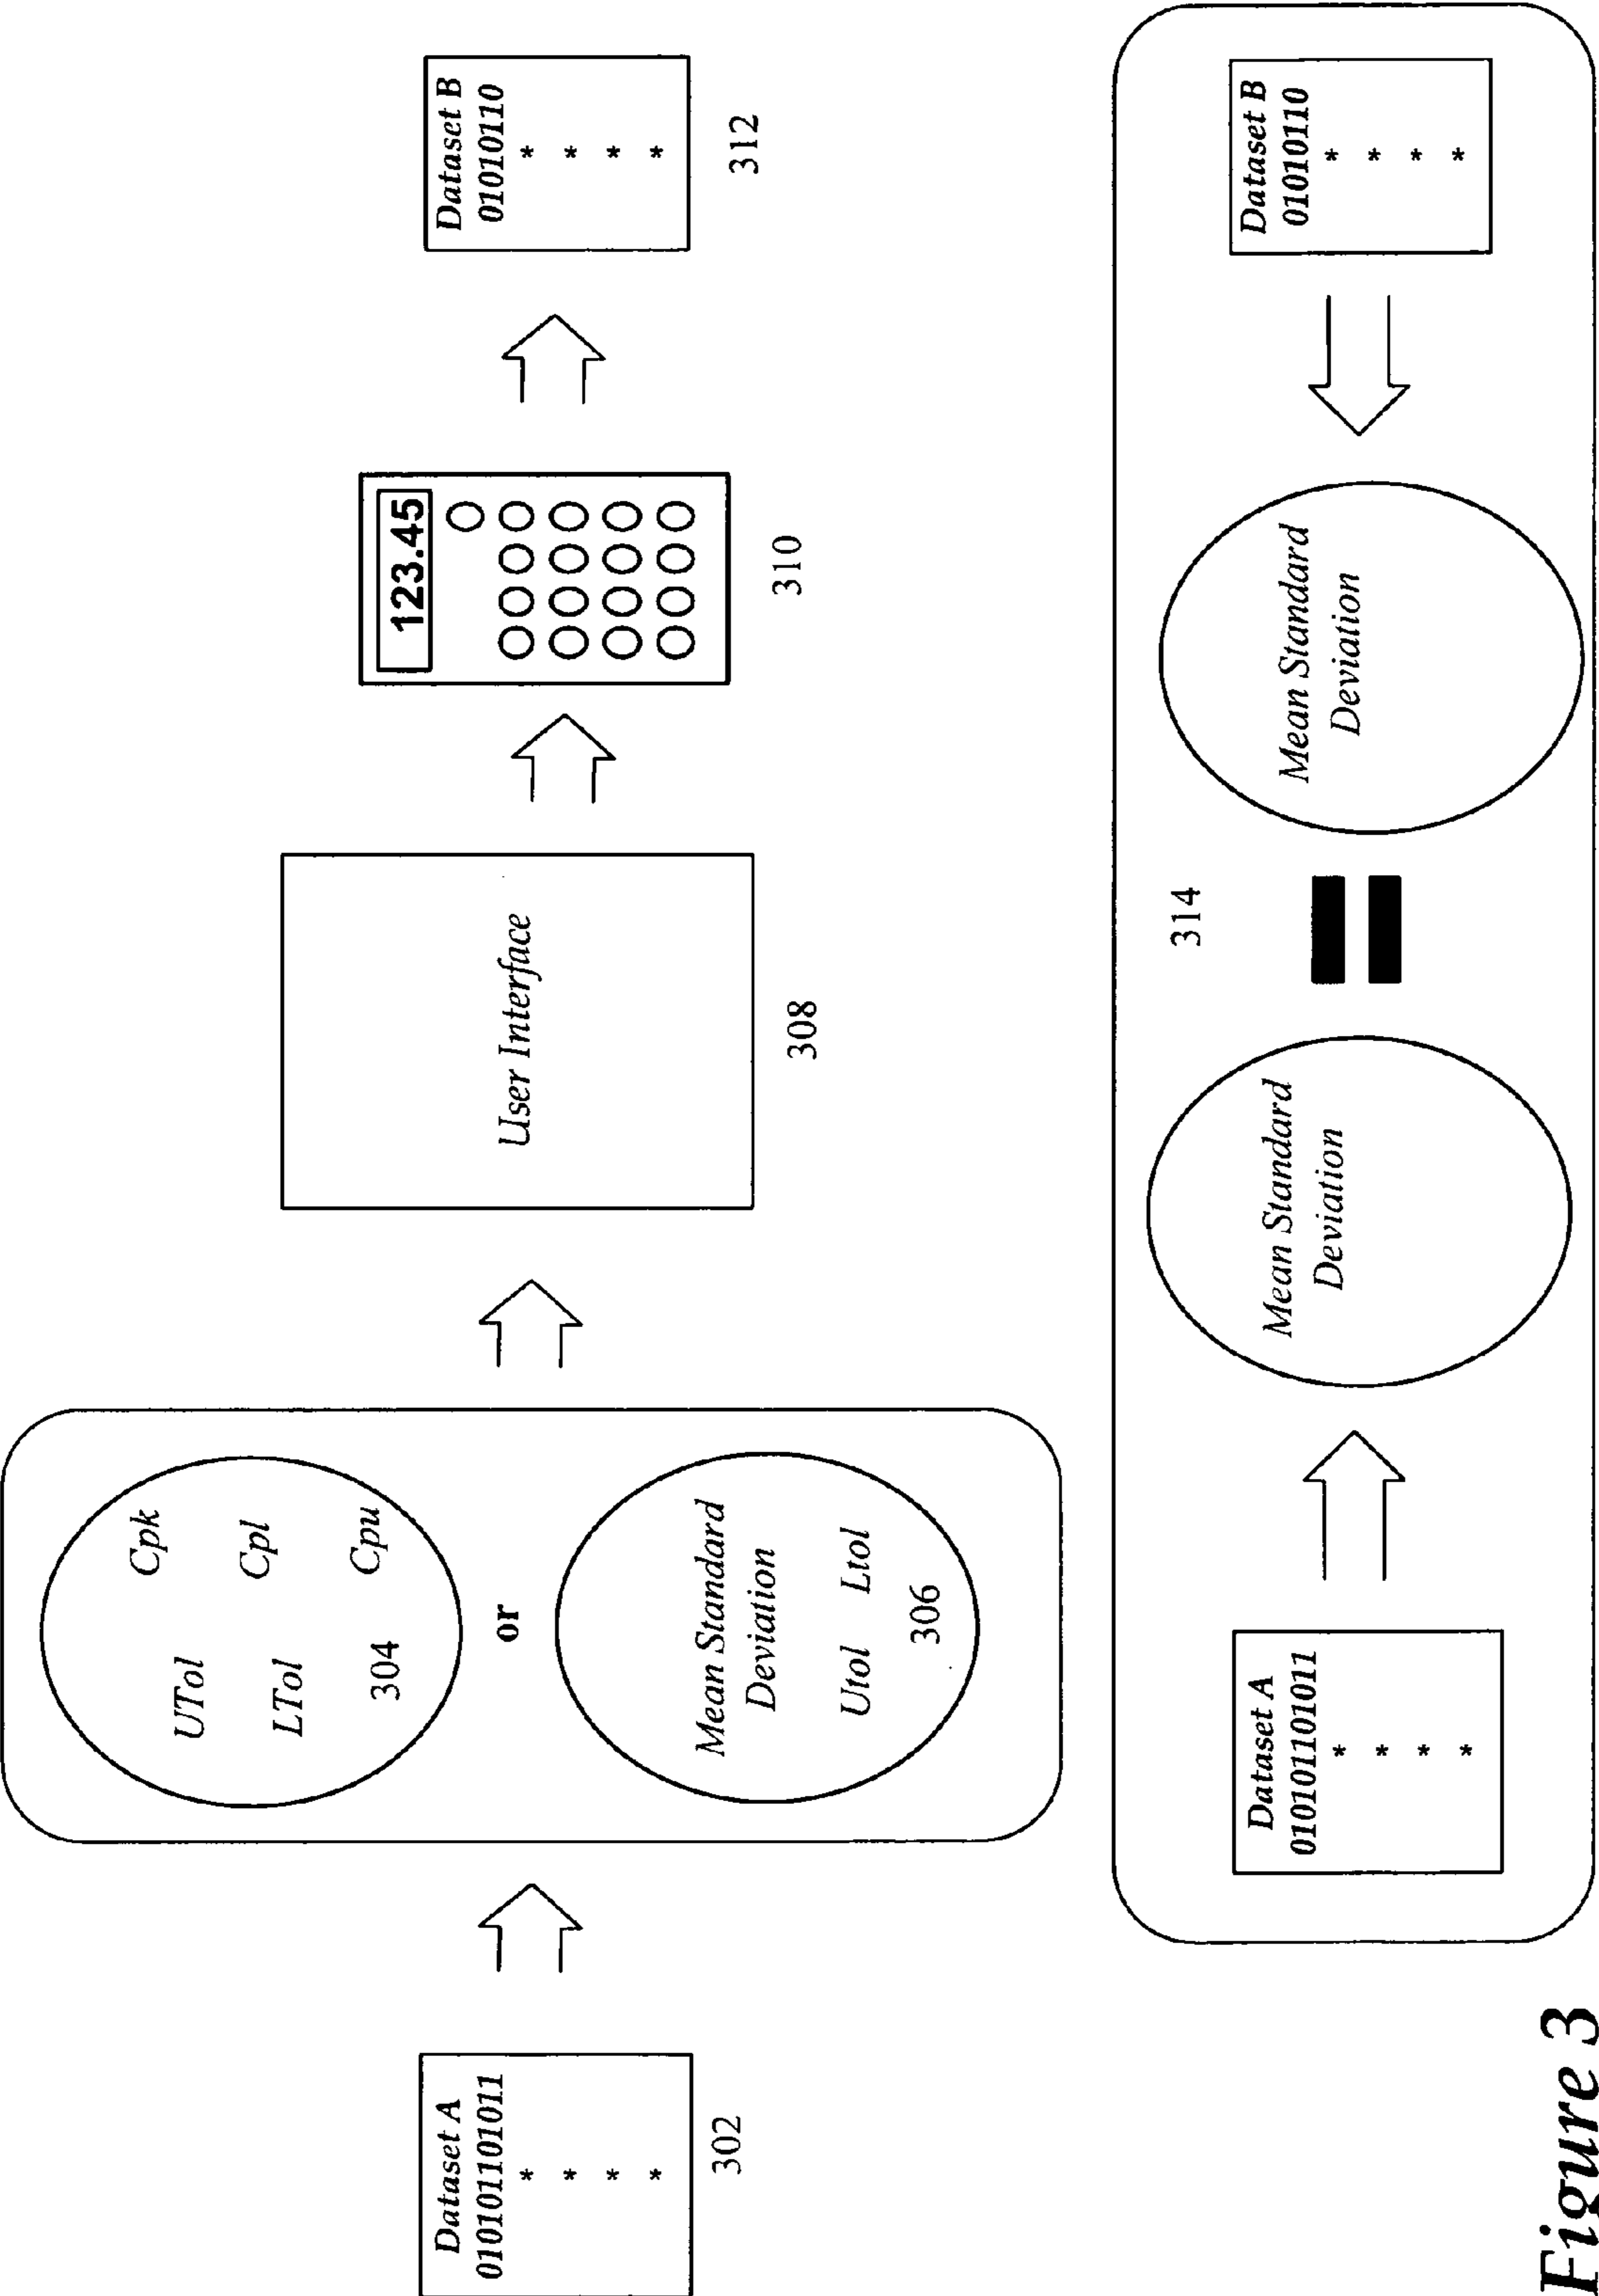 Dataset A
010101101011
*
*
*
*
302
Cpk
UTol
Cpl
LTol
Cpu
304
or
Mean Standard
Deviation
Utol Ltol
306
User Interface
308
123.45
310
Dataset B
01010110
*
*
*
*
312
Dataset A
010101101011
*
*
*
*
Mean Standard
Deviation
314
Mean Standard
Deviation
Dataset B
01010110
*
*
*
*
Figure 3